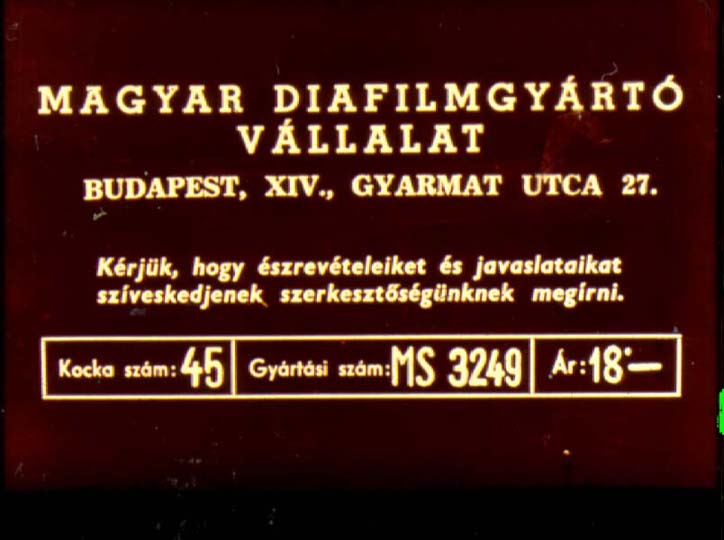 MAGYAR DIAFILMGYÁRTÓ
VÁLLALAT
BUDAPEST, XIV., GYARMAT UTCA 27.
Kérjük, hogy észrevételeiket és javaslataikat
szíveskedjenek szerkesztőségünknek megírni.
Kocka szám: 45 Gyártási szám: MS 3249 Ár: 18·—